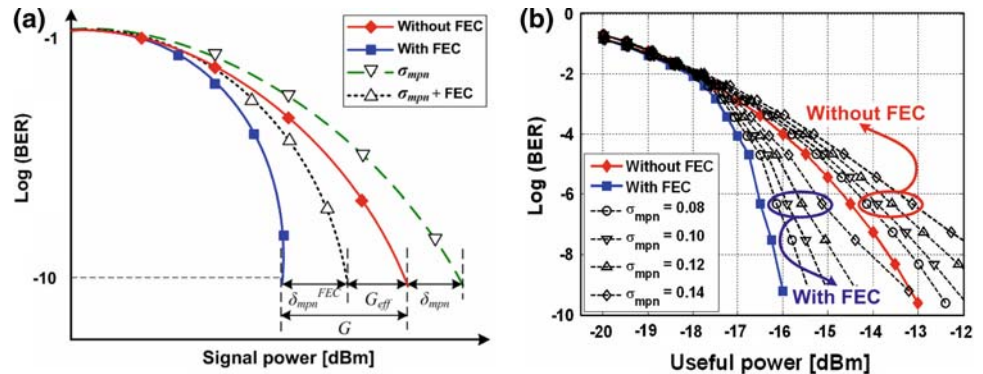 (a)
Log (BER)
-1
-10
Without FEC
With FEC
σmpn
σmpn + FEC
δmpn^FEC
Geff
δmpn
G
Signal power [dBm]
(b)
Log (BER)
0
-2
-4
-6
-8
-10
Without FEC
Without FEC
With FEC
σmpn = 0.08
σmpn = 0.10
σmpn = 0.12
σmpn = 0.14
With FEC
-20 -19 -18 -17 -16 -15 -14 -13 -12
Useful power [dBm]